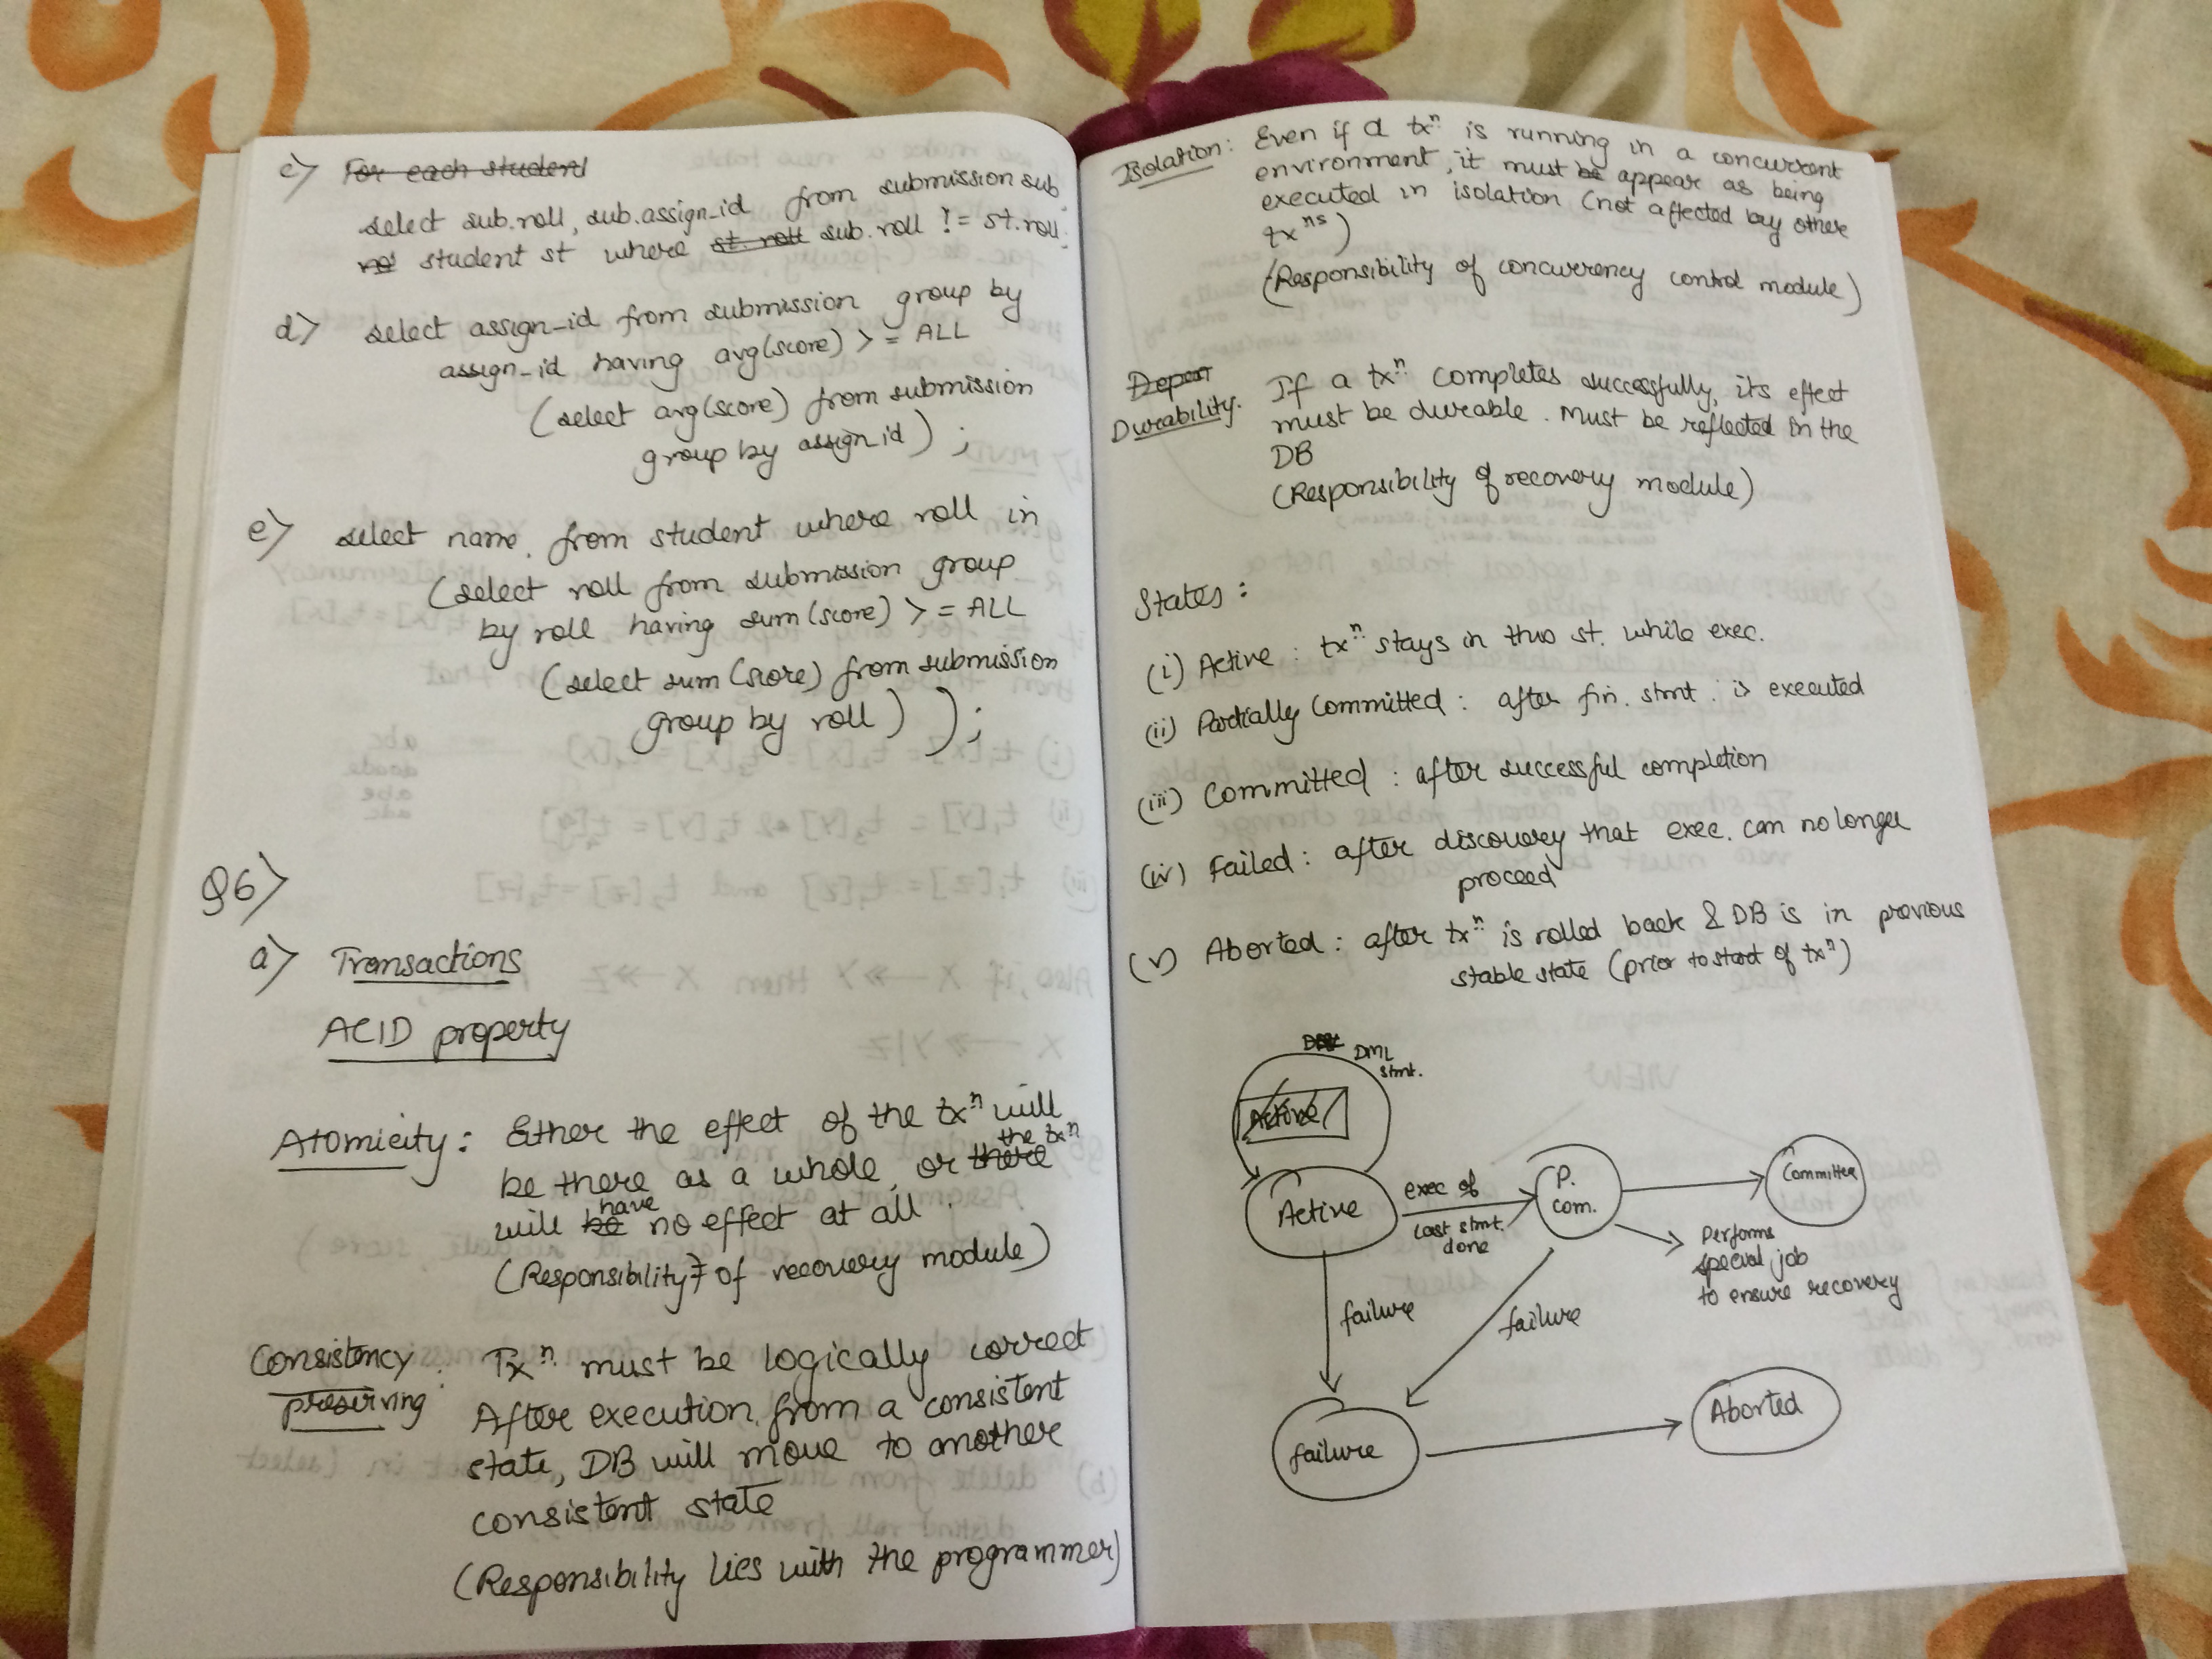 c) For each student
select sub.roll, sub.assign_id from submission sub,
student st where st.roll sub.roll != st.roll;
d) select assign_id from submission group by
assign_id having avg(score) >= ALL
(select avg(score) from submission
group by assign_id);
e) select name from student where roll in
(select roll from submission group
by roll having sum(score) >= ALL
(select sum(score) from submission
group by roll));
Q6)
a) Transactions
ACID property
Atomicity: Either the effect of the txⁿ will
be there as a whole, or there the txⁿ
will have no effect at all.
(Responsibility of recovery module)
Consistency Txⁿ must be logically correct
preserving: After execution from a consistent
state, DB will move to another
consistent state
(Responsibility lies with the programmer)
Isolation: Even if a txⁿ is running in a concurrent
environment, it must be appear as being
executed in isolation (not affected by other
txⁿs)
(Responsibility of concurrency control module)
Durability: If a txⁿ completes successfully, its effect
must be durable. Must be reflected in the
DB
(Responsibility of recovery module)
States:
(i) Active: txⁿ stays in this st. while exec.
(ii) Partially Committed: after fin. stmt. is executed
(iii) Committed: after successful completion
(iv) Failed: after discovery that exec. can no longer
proceed
(v) Aborted: after txⁿ is rolled back & DB is in previous
stable state (prior to start of txⁿ)
DML
stmt.
Active
Active
exec of
last stmt.
done
P.
com.
Committed
performs
special job
to ensure recovery
failure
failure
failure
Aborted